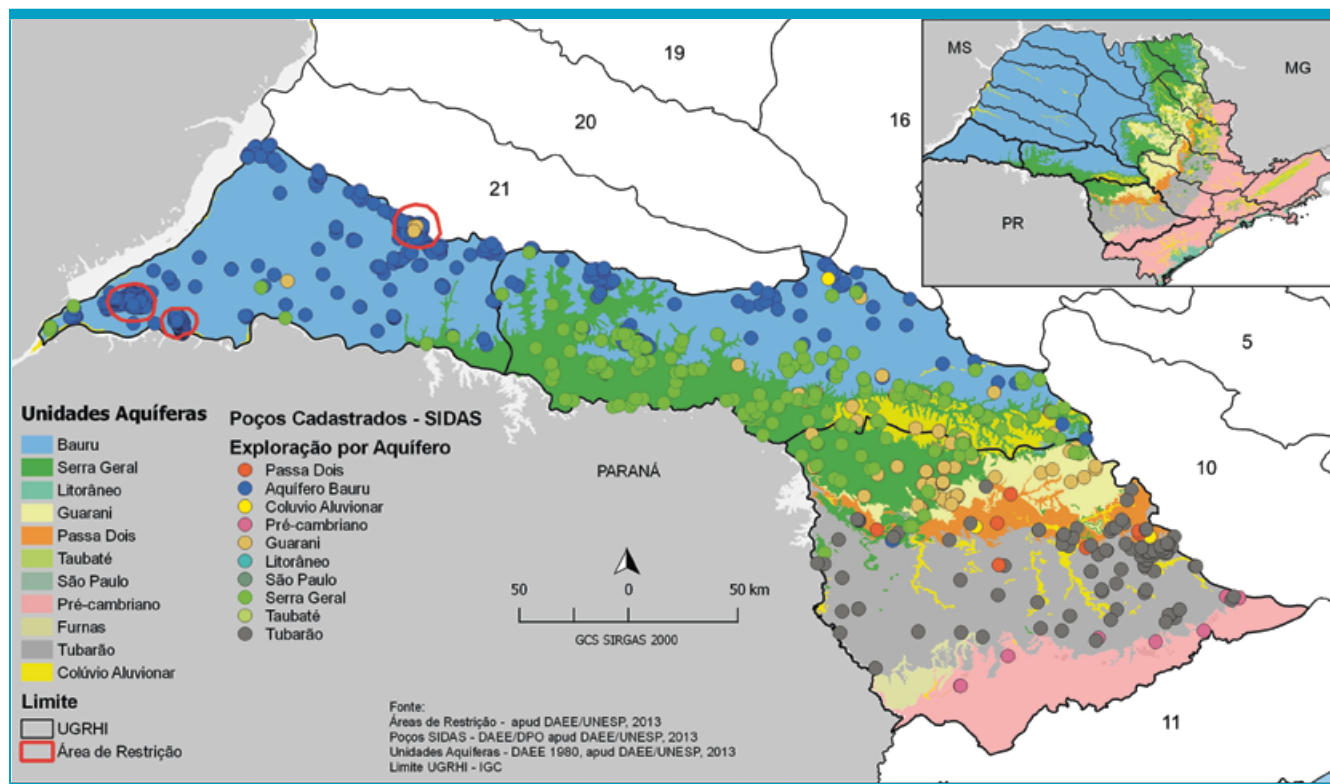 19
20
16
21
5
10
11
MS
MG
PR
PARANÁ
Unidades Aquíferas
Bauru
Serra Geral
Litorâneo
Guarani
Passa Dois
Taubaté
São Paulo
Pré-cambriano
Furnas
Tubarão
Colúvio Aluvionar
Limite
UGRHI
Área de Restrição
Poços Cadastrados - SIDAS
Exploração por Aquífero
Passa Dois
Aquífero Bauru
Coluvio Aluvionar
Pré-cambriano
Guarani
Litorâneo
São Paulo
Serra Geral
Taubaté
Tubarão
50 0 50 km
GCS SIRGAS 2000
Fonte:
Áreas de Restrição - apud DAEE/UNESP, 2013
Poços SIDAS - DAEE/DPO apud DAEE/UNESP, 2013
Unidades Aquíferas - DAEE 1980, apud DAEE/UNESP, 2013
Limite UGRHI - IGC